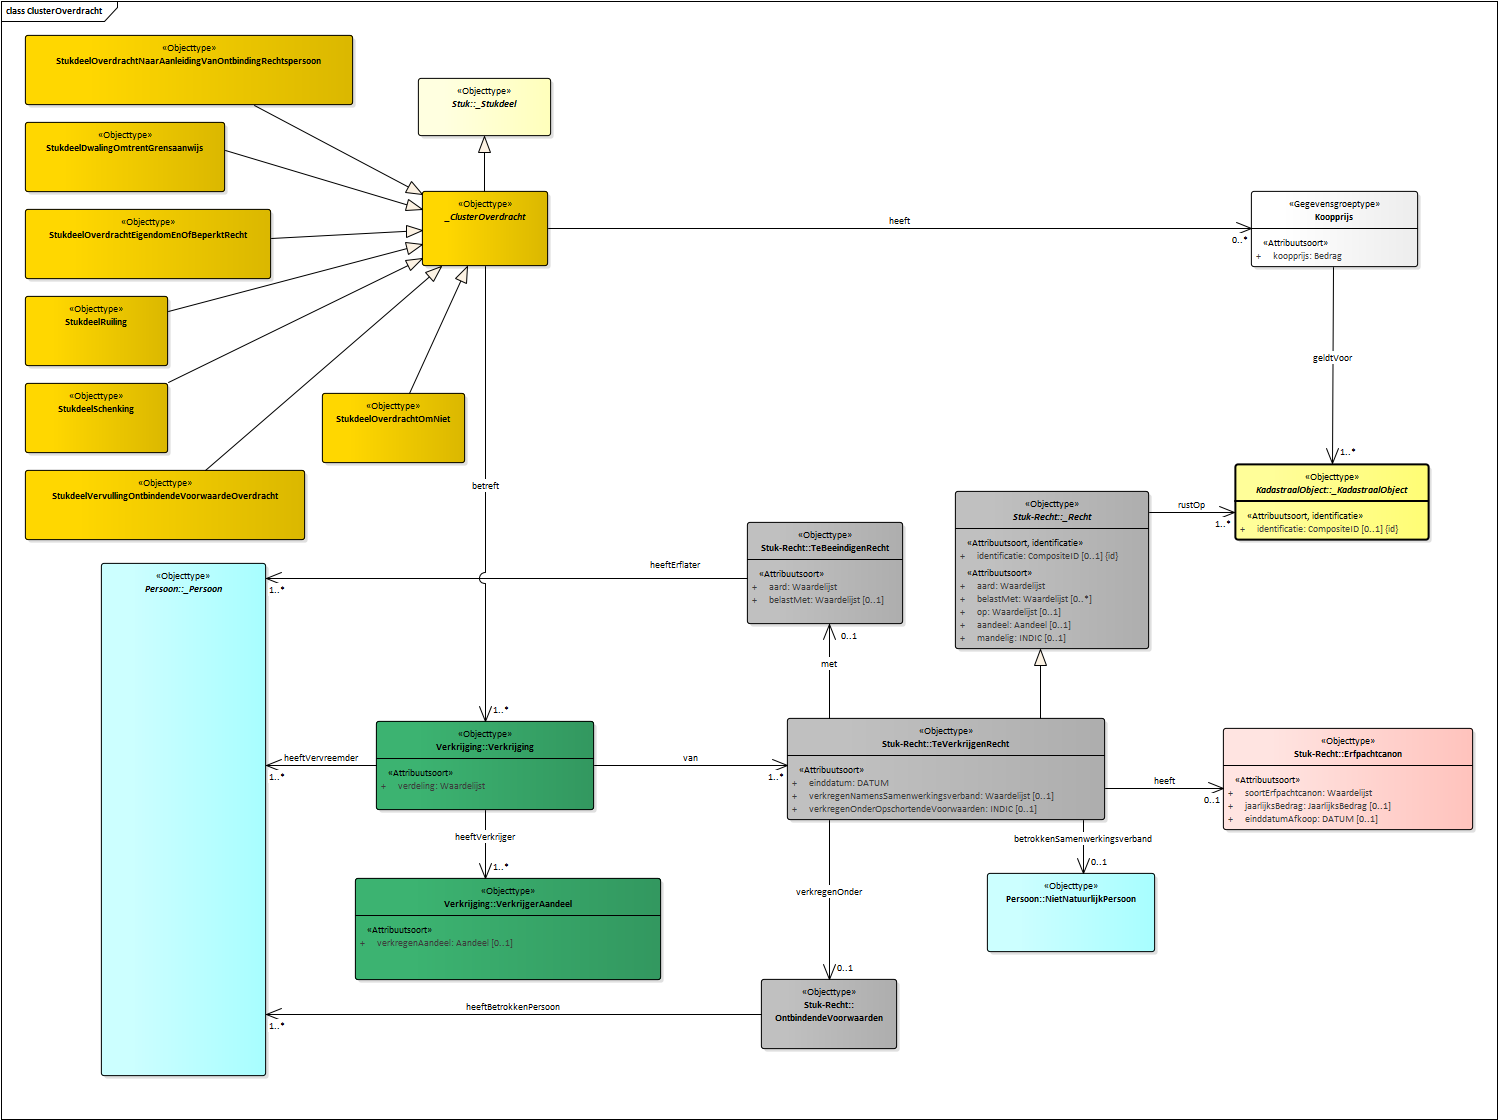 class ClusterOverdracht
«Objecttype»
StukdeelOverdrachtNaarAanleidingVanOntbindingRechtspersoon
«Objecttype»
Stuk::_Stukdeel
«Objecttype»
StukdeelDwalingOmtrentGrensaanwijs
«Objecttype»
_ClusterOverdracht
heeft
0..*
«Gegevensgroeptype»
Koopprijs
«Attribuutsoort»
+ koopprijs: Bedrag
«Objecttype»
StukdeelOverdrachtEigendomEnOfBeperktRecht
«Objecttype»
StukdeelRuiling
geldtVoor
1..*
«Objecttype»
StukdeelSchenking
«Objecttype»
StukdeelOverdrachtOmNiet
«Objecttype»
StukdeelVervullingOntbindendeVoorwaardeOverdracht
betreft
1..*
«Objecttype»
KadastraalObject::_KadastraalObject
«Attribuutsoort, identificatie»
+ identificatie: CompositeID [0..1] {id}
«Objecttype»
Stuk-Recht::_Recht
«Attribuutsoort, identificatie»
+ identificatie: CompositeID [0..1] {id}
«Attribuutsoort»
+ aard: Waardelijst
+ belastMet: Waardelijst [0..*]
+ op: Waardelijst [0..1]
+ aandeel: Aandeel [0..1]
+ mandelig: INDIC [0..1]
rustOp
1..*
«Objecttype»
Stuk-Recht::TeBeeindigenRecht
«Attribuutsoort»
+ aard: Waardelijst
+ belastMet: Waardelijst [0..1]
heeftErflater
1..*
«Objecttype»
Persoon::_Persoon
0..1
met
«Objecttype»
Verkrijging::Verkrijging
«Attribuutsoort»
+ verdeling: Waardelijst
heeftVervreemder
1..*
van
1..*
«Objecttype»
Stuk-Recht::TeVerkrijgenRecht
«Attribuutsoort»
+ einddatum: DATUM
+ verkregenNamensSamenwerkingsverband: Waardelijst [0..1]
+ verkregenOnderOpschortendeVoorwaarden: INDIC [0..1]
heeft
0..1
«Objecttype»
Stuk-Recht::Erfpachtcanon
«Attribuutsoort»
+ soortErfpachtcanon: Waardelijst
+ jaarlijksBedrag: JaarlijksBedrag [0..1]
+ einddatumAfkoop: DATUM [0..1]
heeftVerkrijger
1..*
betrokkenSamenwerkingsverband
0..1
«Objecttype»
Verkrijging::VerkrijgerAandeel
«Attribuutsoort»
+ verkregenAandeel: Aandeel [0..1]
verkregenOnder
0..1
«Objecttype»
Persoon::NietNatuurlijkPersoon
«Objecttype»
Stuk-Recht::
OntbindendeVoorwaarden
heeftBetrokkenPersoon
1..*